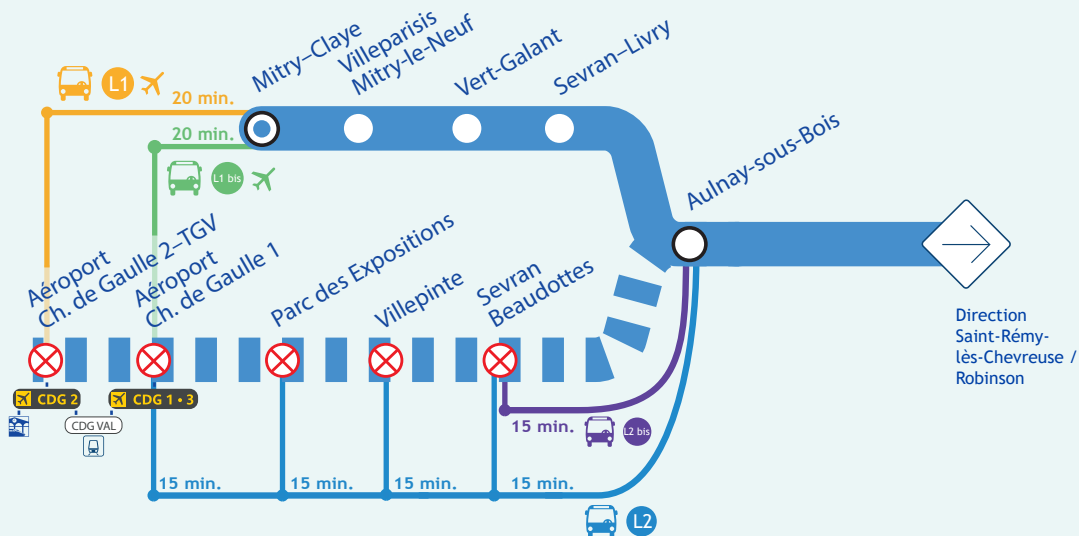 Mitry–Claye
Villeparisis
Mitry-le-Neuf
Vert-Galant
Sevran–Livry
L1
20 min.
20 min.
L1 bis
Aulnay-sous-Bois
Aéroport
Ch. de Gaulle 2–TGV
Aéroport
Ch. de Gaulle 1
Parc des Expositions
Villepinte
Sevran
Beaudottes
Direction
Saint-Rémy-
lès-Chevreuse /
Robinson
CDG 2
CDG 1 • 3
CDG VAL
15 min.
L2 bis
15 min.
15 min.
15 min.
15 min.
L2